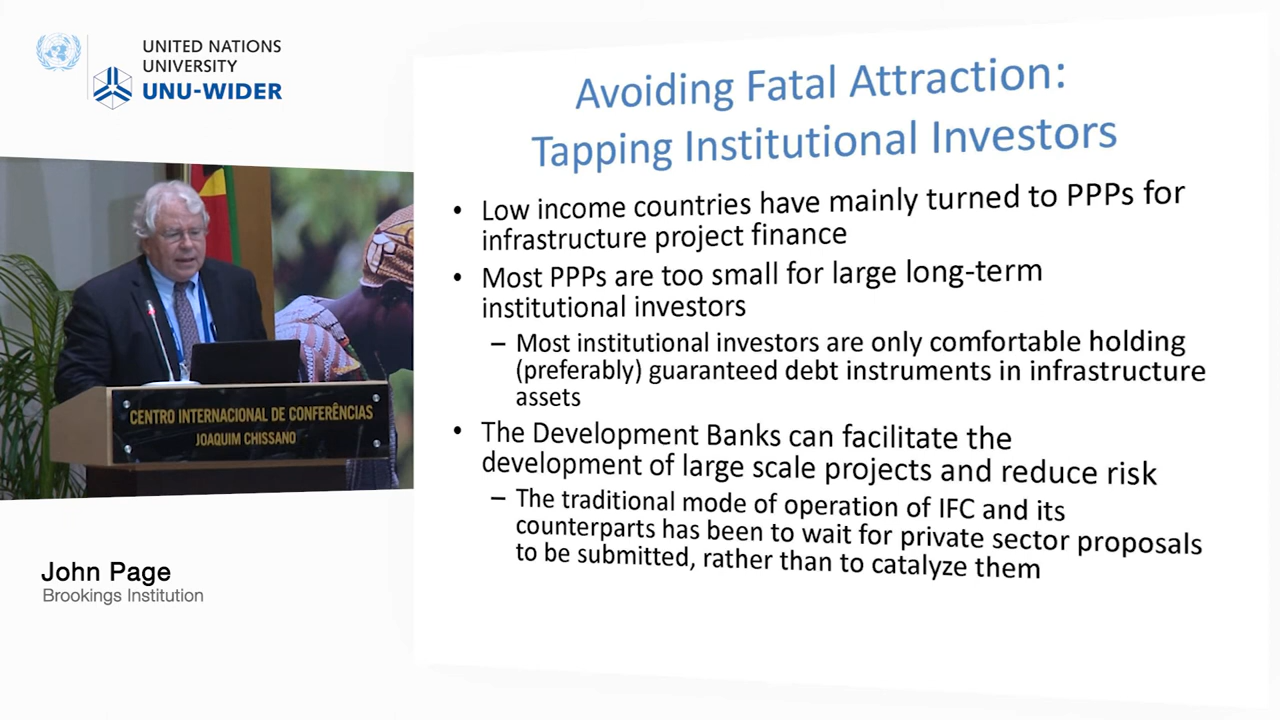 UNITED NATIONS
UNIVERSITY
UNU-WIDER
Avoiding Fatal Attraction:
Tapping Institutional Investors
• Low income countries have mainly turned to PPPs for
infrastructure project finance
• Most PPPs are too small for large long-term
institutional investors
– Most institutional investors are only comfortable holding
(preferably) guaranteed debt instruments in infrastructure
assets
• The Development Banks can facilitate the
development of large scale projects and reduce risk
– The traditional mode of operation of IFC and its
counterparts has been to wait for private sector proposals
to be submitted, rather than to catalyze them
CENTRO INTERNACIONAL DE CONFERÊNCIAS
JOAQUIM CHISSANO
John Page
Brookings Institution